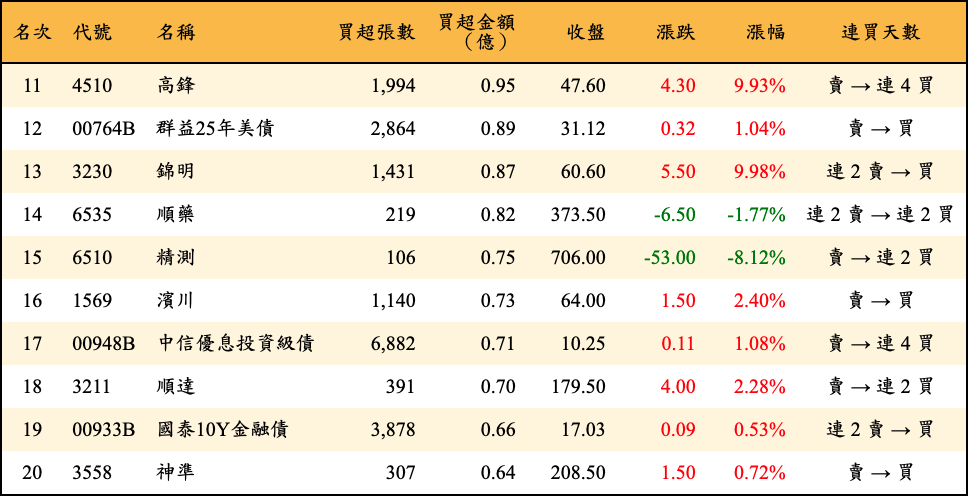 名次 代號 名稱 買超張數 買超金額（億） 收盤 漲跌 漲幅 連買天數
11 4510 高鋒 1,994 0.95 47.60 4.30 9.93% 賣 → 連 4 買
12 00764B 群益25年美債 2,864 0.89 31.12 0.32 1.04% 賣 → 買
13 3230 錦明 1,431 0.87 60.60 5.50 9.98% 連 2 賣 → 買
14 6535 順藥 219 0.82 373.50 -6.50 -1.77% 連 2 賣 → 連 2 買
15 6510 精測 106 0.75 706.00 -53.00 -8.12% 賣 → 連 2 買
16 1569 濱川 1,140 0.73 64.00 1.50 2.40% 賣 → 買
17 00948B 中信優息投資級債 6,882 0.71 10.25 0.11 1.08% 賣 → 連 4 買
18 3211 順達 391 0.70 179.50 4.00 2.28% 賣 → 連 2 買
19 00933B 國泰10Y金融債 3,878 0.66 17.03 0.09 0.53% 連 2 賣 → 買
20 3558 神準 307 0.64 208.50 1.50 0.72% 賣 → 買